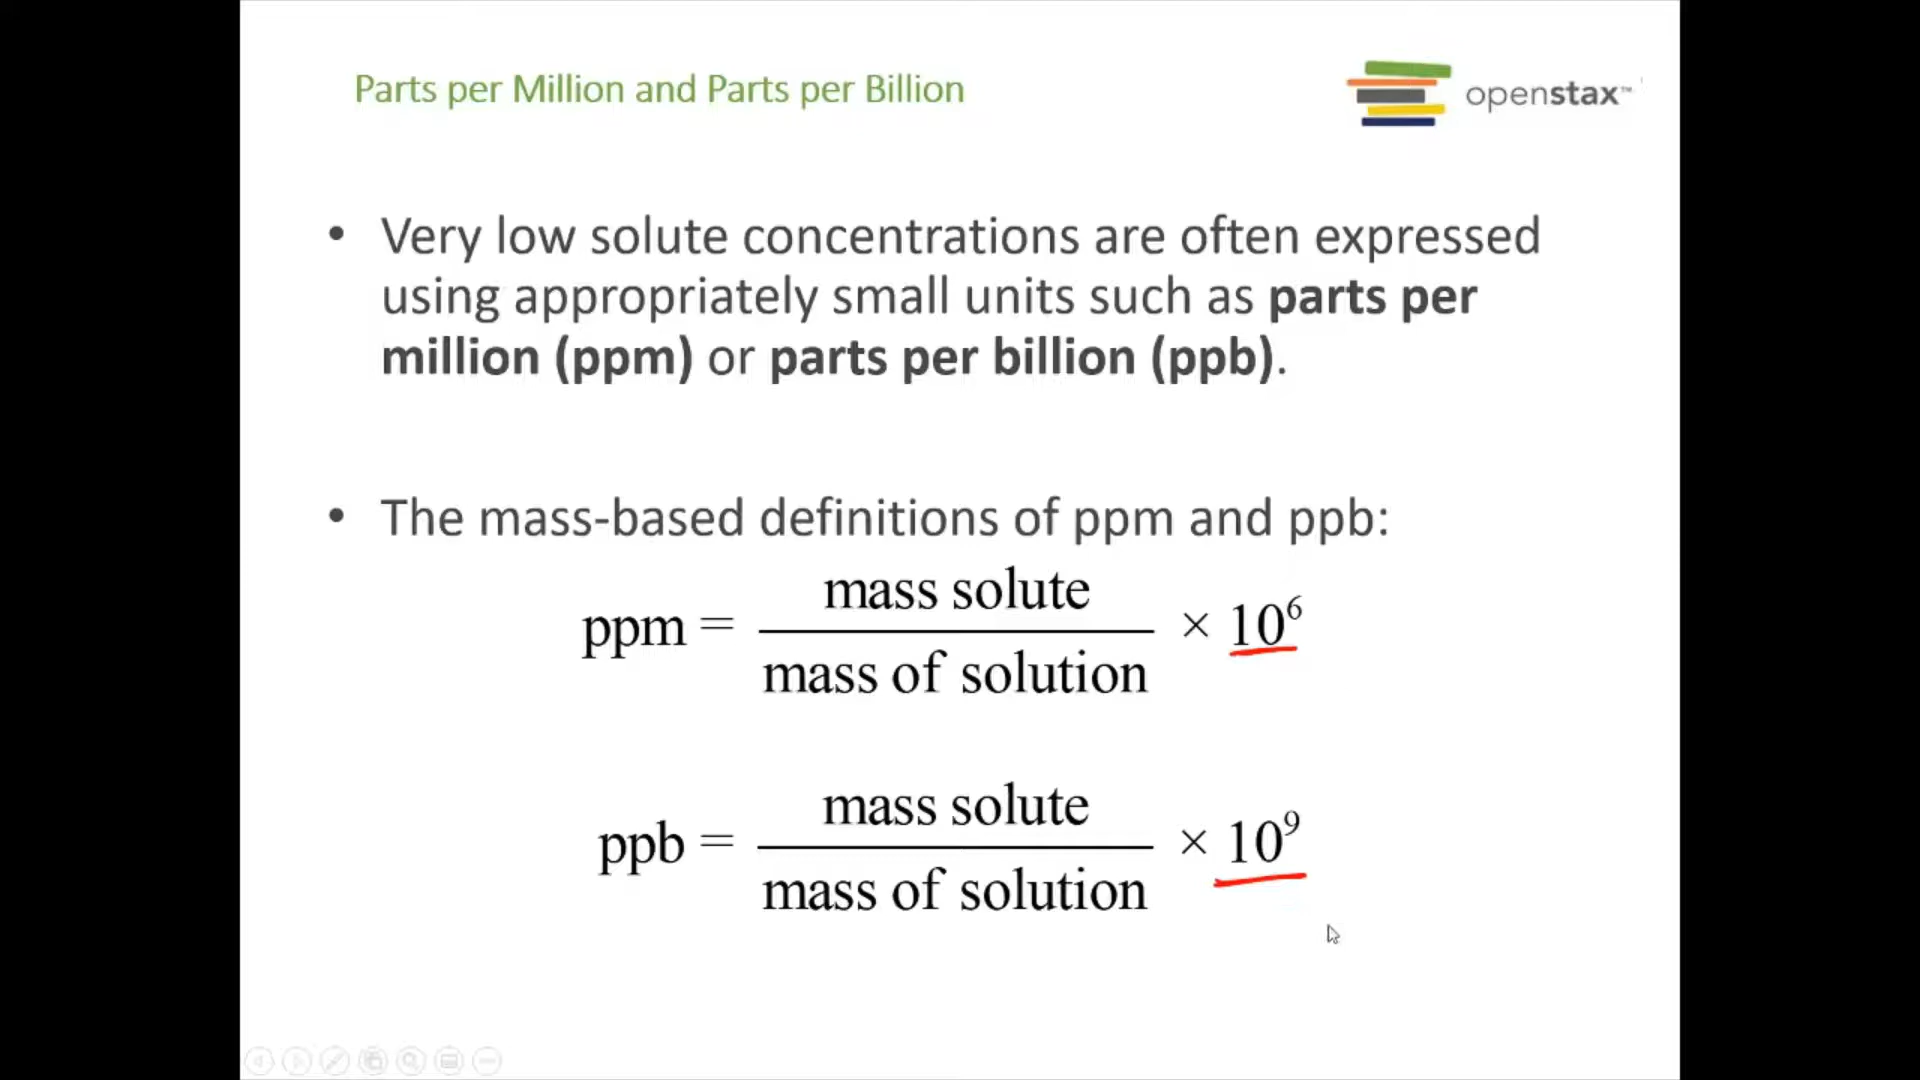 Parts per Million and Parts per Billion
openstax™
• Very low solute concentrations are often expressed
using appropriately small units such as parts per
million (ppm) or parts per billion (ppb).
• The mass-based definitions of ppm and ppb:
ppm = mass solute / mass of solution × 10⁶
ppb = mass solute / mass of solution × 10⁹